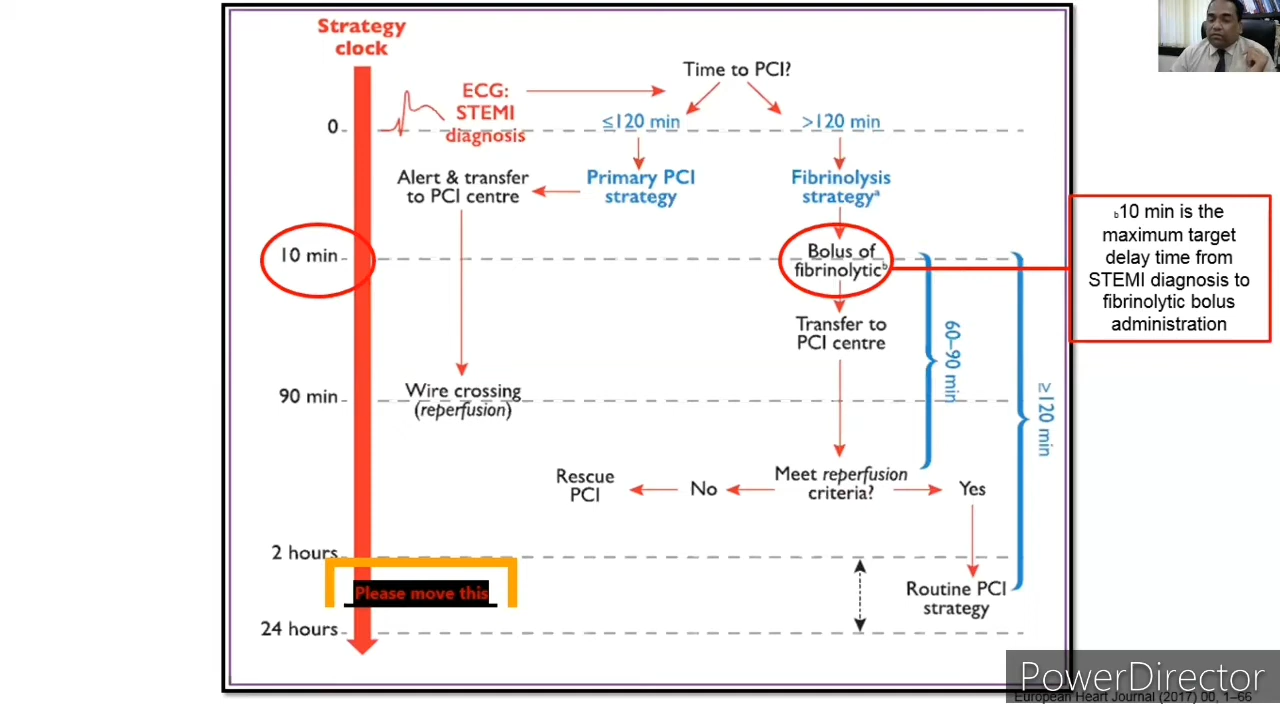 Strategy
clock
Time to PCI?
ECG:
STEMI
diagnosis
≤120 min
>120 min
0
Alert & transfer
to PCI centre
Primary PCI
strategy
Fibrinolysis
strategyᵃ
10 min
Bolus of
fibrinolyticᵇ
ᵦ10 min is the
maximum target
delay time from
STEMI diagnosis to
fibrinolytic bolus
administration
Transfer to
PCI centre
60–90 min
≥120 min
90 min
Wire crossing
(reperfusion)
Rescue
PCI
No
Meet reperfusion
criteria?
Yes
2 hours
Please move this
Routine PCI
strategy
24 hours
PowerDirector
European Heart Journal (2017) 00, 1–66